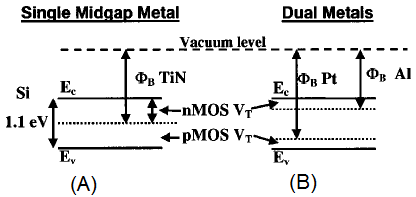 Single Midgap Metal
Dual Metals
Vacuum level
Φ_B TiN
Φ_B Pt
Φ_B Al
Si
E_c
E_c
1.1 eV
nMOS V_T
pMOS V_T
E_v
E_v
(A)
(B)